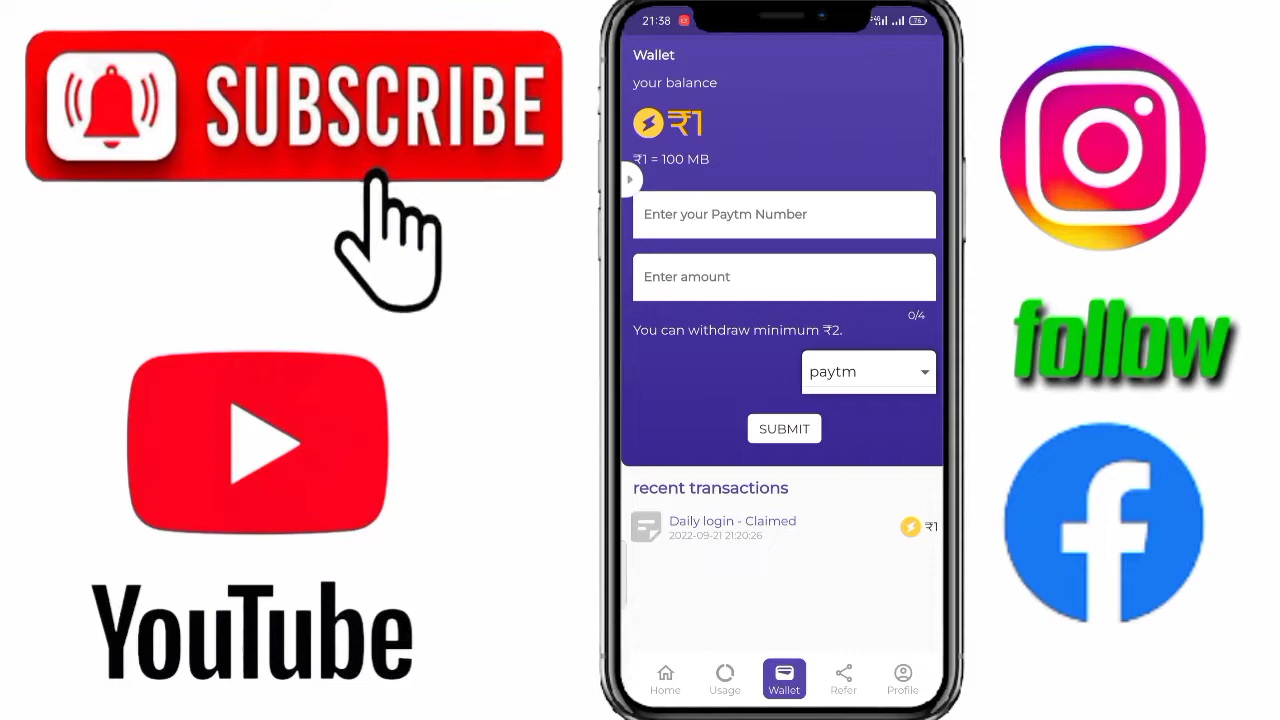 SUBSCRIBE
YouTube
21:38
76
Wallet
your balance
₹1
₹1 = 100 MB
Enter your Paytm Number
Enter amount
0/4
You can withdraw minimum ₹2.
paytm
SUBMIT
recent transactions
Daily login - Claimed
₹1
2022-09-21 21:20:26
Home Usage Wallet Refer Profile
follow